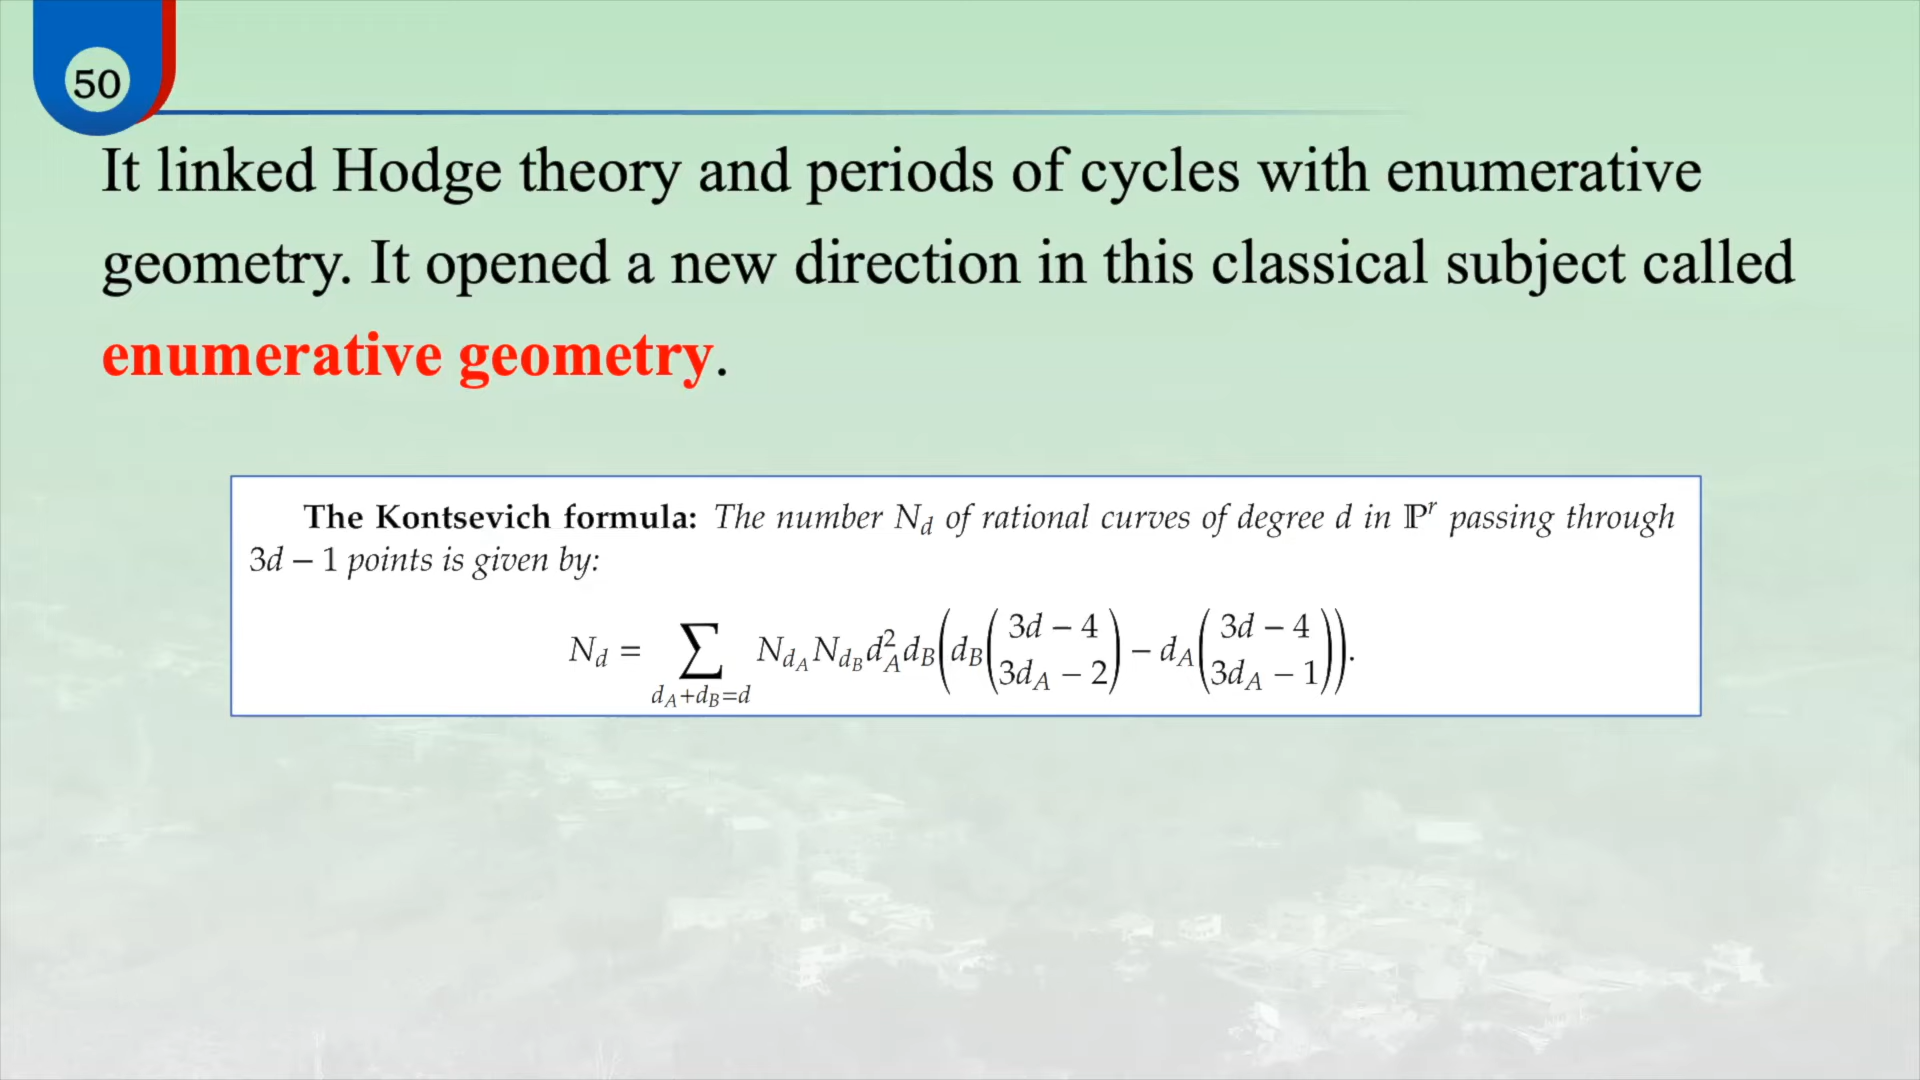 50
It linked Hodge theory and periods of cycles with enumerative
geometry. It opened a new direction in this classical subject called
enumerative geometry.
The Kontsevich formula: The number N_d of rational curves of degree d in ℙ^r passing through
3d − 1 points is given by:
N_d = ∑_{d_A+d_B=d} N_{d_A} N_{d_B} d_A^2 d_B ( d_B ( 3d − 4 \choose 3d_A − 2 ) − d_A ( 3d − 4 \choose 3d_A − 1 ) ).